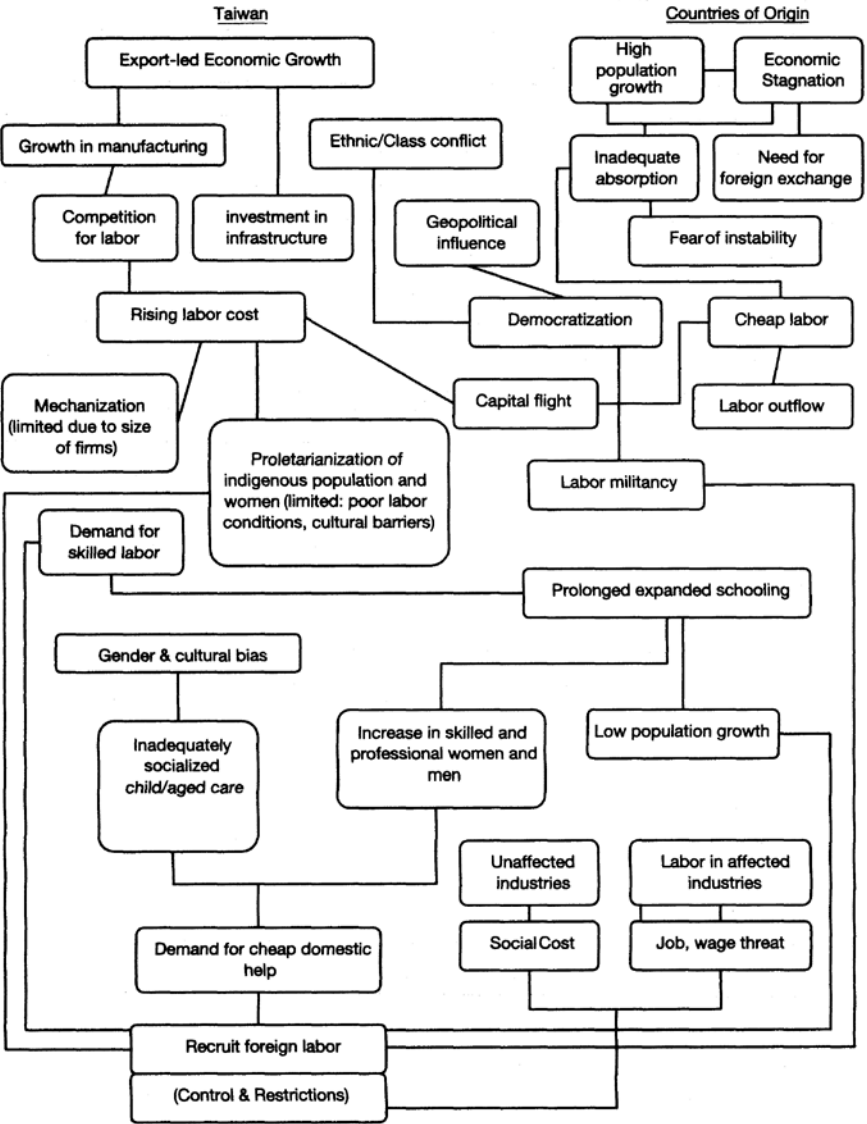 Taiwan
Countries of Origin
Export-led Economic Growth
High
population
growth
Economic
Stagnation
Growth in manufacturing
Ethnic/Class conflict
Inadequate
absorption
Need for
foreign exchange
Competition
for labor
investment in
infrastructure
Geopolitical
influence
Fear of instability
Rising labor cost
Democratization
Cheap labor
Mechanization
(limited due to size
of firms)
Capital flight
Labor outflow
Proletarianization of
indigenous population and
women (limited: poor labor
conditions, cultural barriers)
Labor militancy
Demand for
skilled labor
Prolonged expanded schooling
Gender & cultural bias
Inadequately
socialized
child/aged care
Increase in skilled and
professional women and
men
Low population growth
Unaffected
industries
Labor in affected
industries
Demand for cheap domestic
help
Social Cost
Job, wage threat
Recruit foreign labor
(Control & Restrictions)